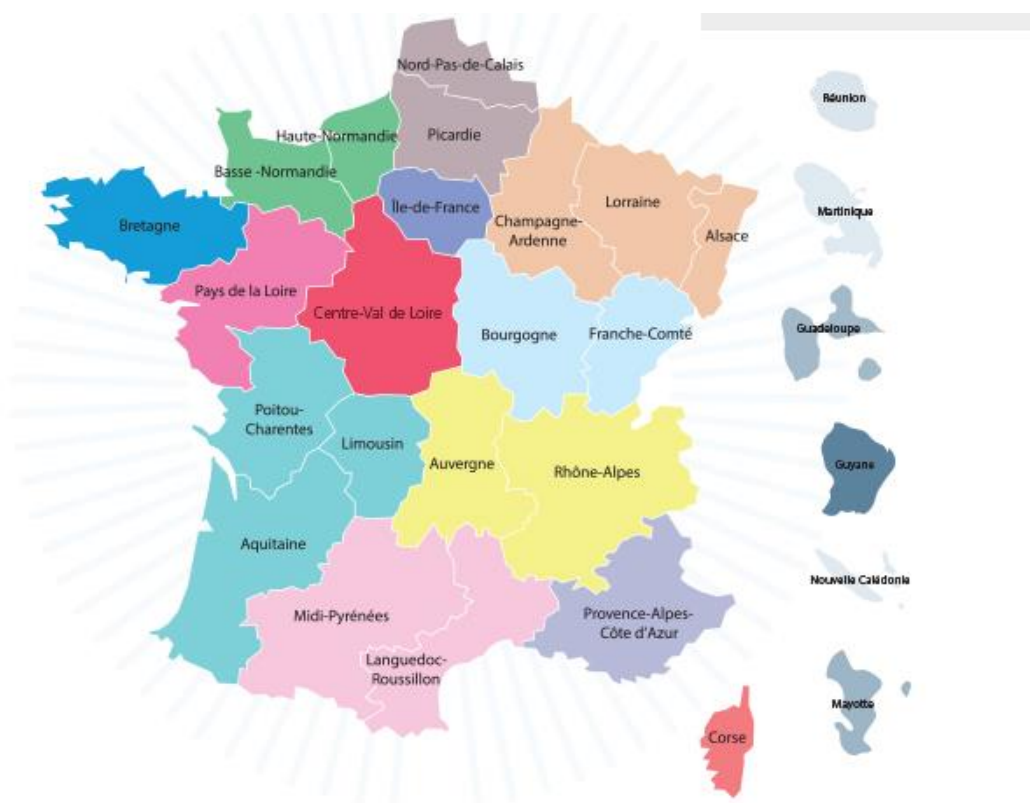 Nord-Pas-de-Calais
Réunion
Haute-Normandie
Picardie
Basse -Normandie
Île-de-France
Lorraine
Champagne-
Ardenne
Martinique
Bretagne
Alsace
Pays de la Loire
Centre-Val de Loire
Bourgogne
Franche-Comté
Guadeloupe
Poitou-
Charentes
Limousin
Auvergne
Rhône-Alpes
Guyane
Aquitaine
Nouvelle Calédonie
Midi-Pyrénées
Provence-Alpes-
Côte d'Azur
Languedoc-
Roussillon
Mayotte
Corse